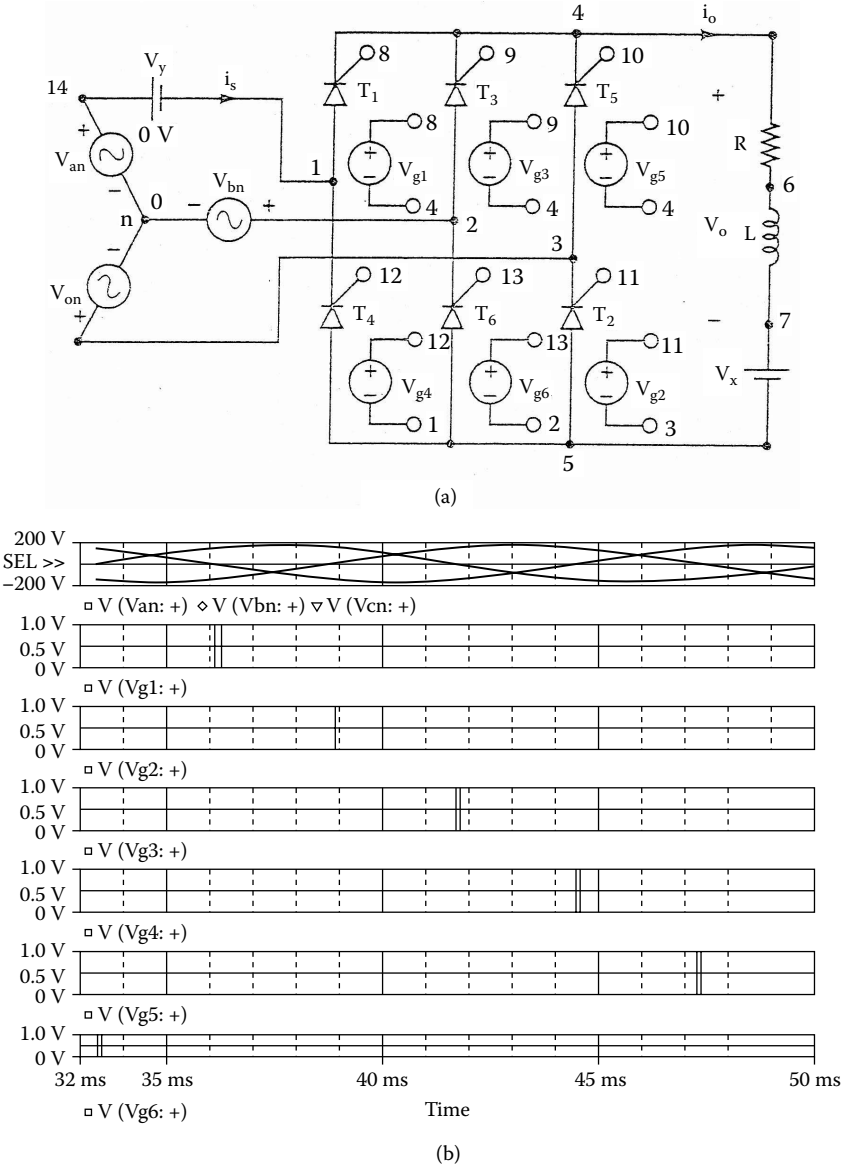 4
i_o
V_y
i_s
8
9
10
14
T_1
T_3
T_5
+
+
0 V
8
9
10
V_an
R
1
+
V_g1
−
+
V_g3
−
+
V_g5
−
−
0
V_bn
6
4
4
4
n
−
+
2
V_o
L
−
3
12
13
11
V_on
T_4
T_6
T_2
+
−
7
12
13
11
+
V_g4
−
+
V_g6
−
+
V_g2
−
V_x
1
2
3
5
(a)
200 V
SEL >>
−200 V
V (Van: +) V (Vbn: +) V (Vcn: +)
1.0 V
0.5 V
0 V
V (Vg1: +)
1.0 V
0.5 V
0 V
V (Vg2: +)
1.0 V
0.5 V
0 V
V (Vg3: +)
1.0 V
0.5 V
0 V
V (Vg4: +)
1.0 V
0.5 V
0 V
V (Vg5: +)
1.0 V
0 V
32 ms 35 ms 40 ms 45 ms 50 ms
V (Vg6: +)
Time
(b)